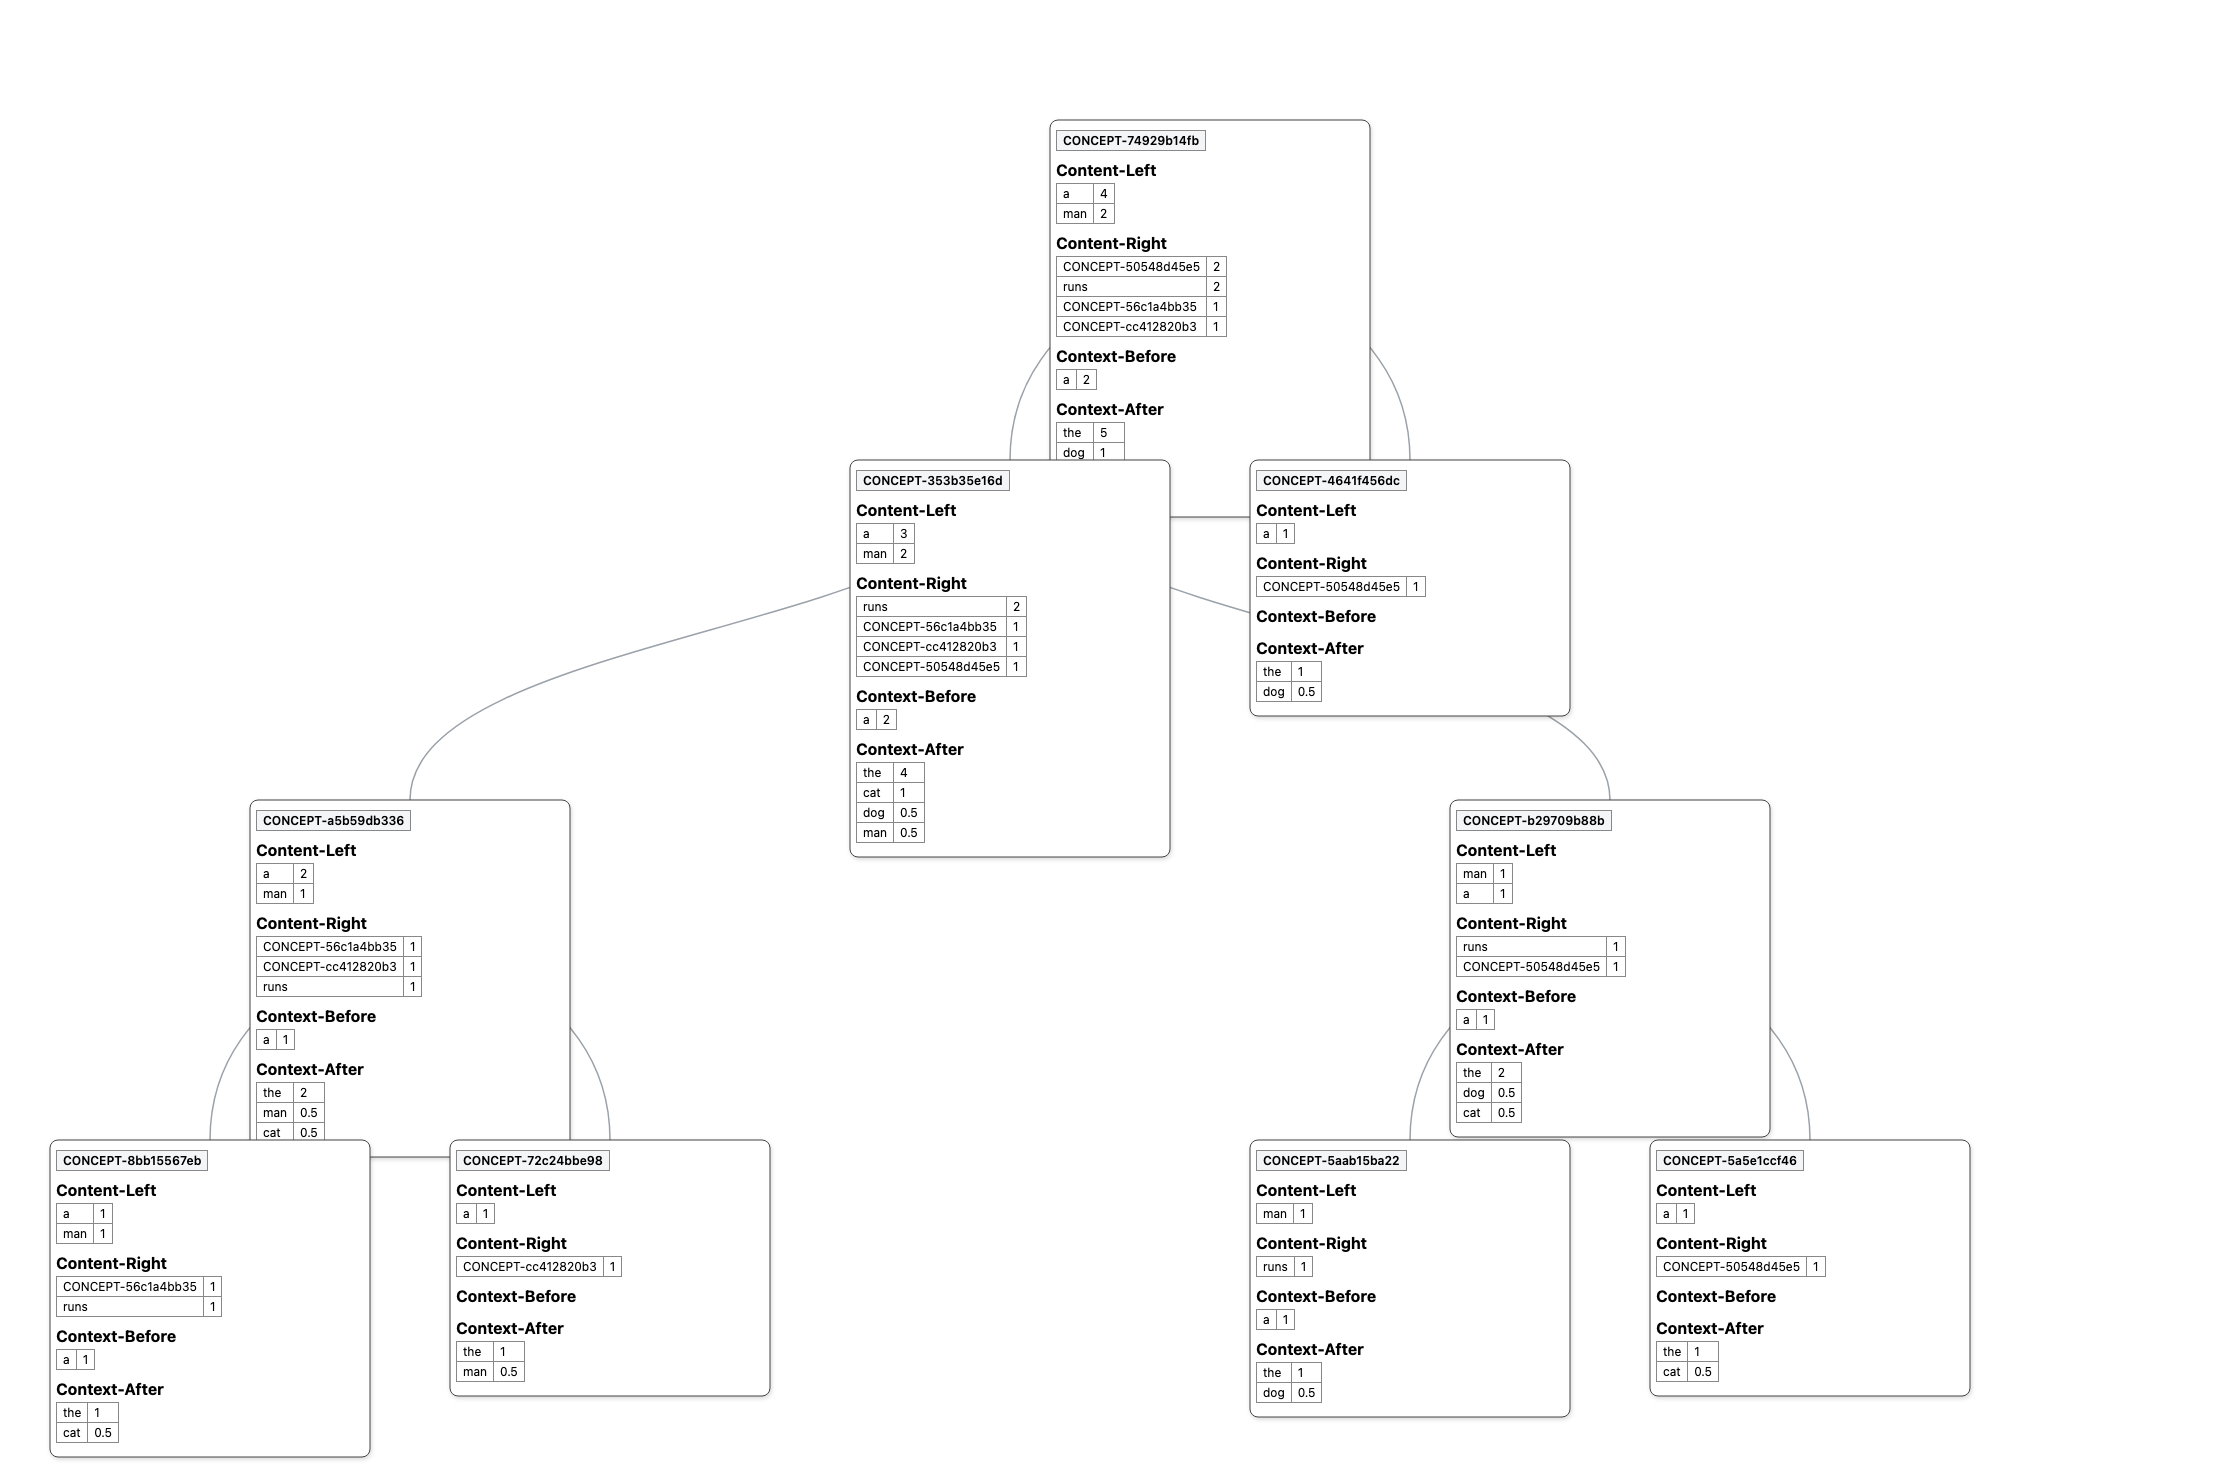 CONCEPT-74929b14fb
Content-Left
a 4
man 2
Content-Right
CONCEPT-50548d45e5 2
runs 2
CONCEPT-56c1a4bb35 1
CONCEPT-cc412820b3 1
Context-Before
a 2
Context-After
the 5
dog 1
CONCEPT-353b35e16d
Content-Left
a 3
man 2
Content-Right
runs 2
CONCEPT-56c1a4bb35 1
CONCEPT-cc412820b3 1
CONCEPT-50548d45e5 1
Context-Before
a 2
Context-After
the 4
cat 1
dog 0.5
man 0.5
CONCEPT-4641f456dc
Content-Left
a 1
Content-Right
CONCEPT-50548d45e5 1
Context-Before
Context-After
the 1
dog 0.5
CONCEPT-a5b59db336
Content-Left
a 2
man 1
Content-Right
CONCEPT-56c1a4bb35 1
CONCEPT-cc412820b3 1
runs 1
Context-Before
a 1
Context-After
the 2
man 0.5
cat 0.5
CONCEPT-b29709b88b
Content-Left
man 1
a 1
Content-Right
runs 1
CONCEPT-50548d45e5 1
Context-Before
a 1
Context-After
the 2
dog 0.5
cat 0.5
CONCEPT-8bb15567eb
Content-Left
a 1
man 1
Content-Right
CONCEPT-56c1a4bb35 1
runs 1
Context-Before
a 1
Context-After
the 1
cat 0.5
CONCEPT-72c24bbe98
Content-Left
a 1
Content-Right
CONCEPT-cc412820b3 1
Context-Before
Context-After
the 1
man 0.5
CONCEPT-5aab15ba22
Content-Left
man 1
Content-Right
runs 1
Context-Before
a 1
Context-After
the 1
dog 0.5
CONCEPT-5a5e1ccf46
Content-Left
a 1
Content-Right
CONCEPT-50548d45e5 1
Context-Before
Context-After
the 1
cat 0.5